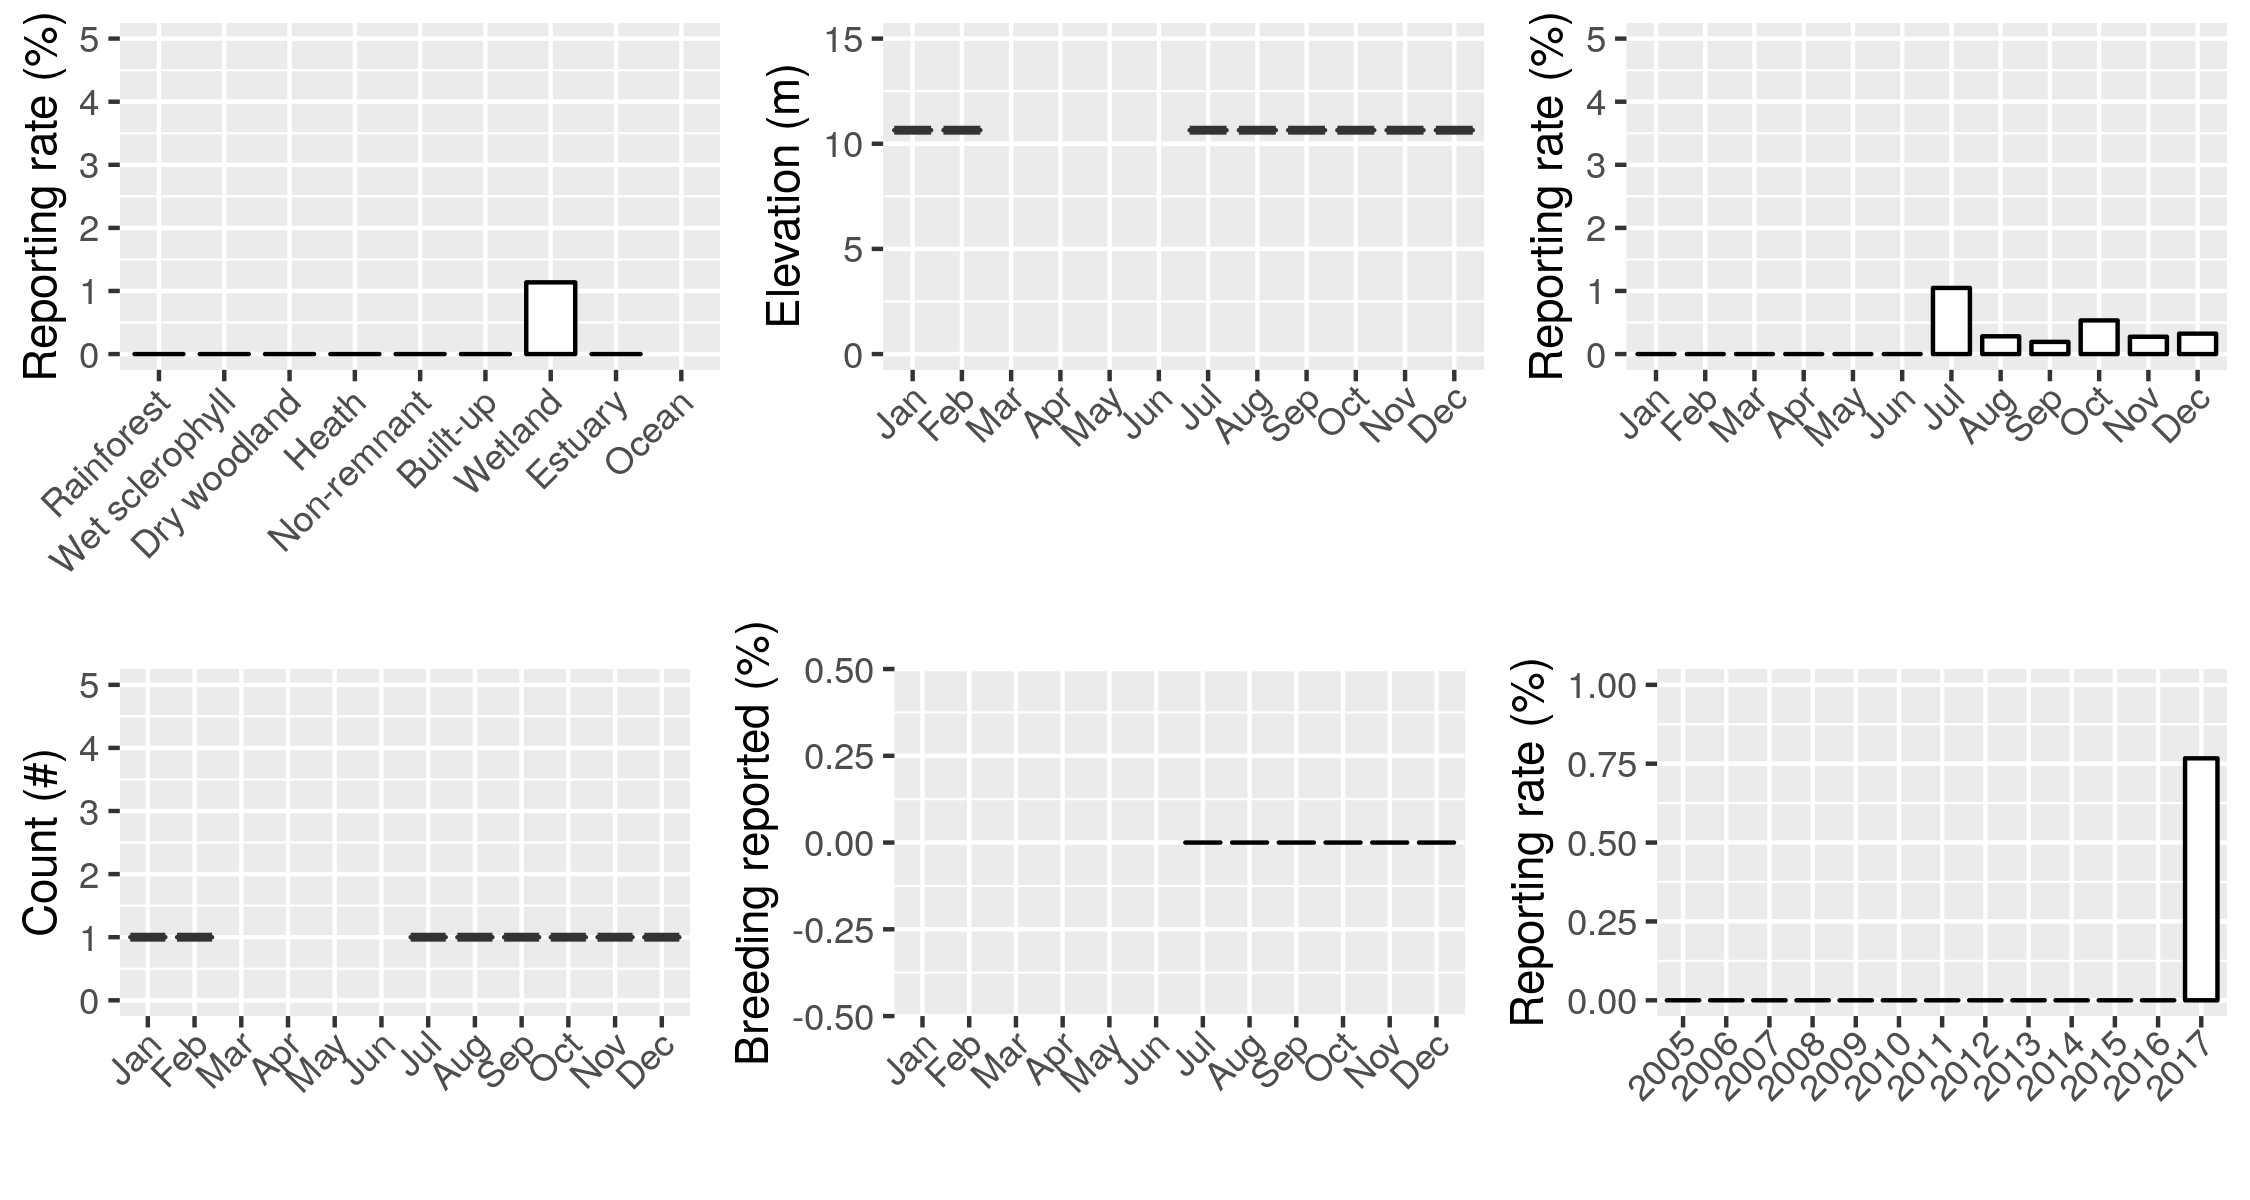 Reporting rate (%)
5
4
3
2
1
0
Rainforest
Wet sclerophyll
Dry woodland
Heath
Non-remnant
Built-up
Wetland
Estuary
Ocean
Elevation (m)
15
10
5
0
Jan
Feb
Mar
Apr
May
Jun
Jul
Aug
Sep
Oct
Nov
Dec
Reporting rate (%)
5
4
3
2
1
0
Jan
Feb
Mar
Apr
May
Jun
Jul
Aug
Sep
Oct
Nov
Dec
Count (#)
5
4
3
2
1
0
Jan
Feb
Mar
Apr
May
Jun
Jul
Aug
Sep
Oct
Nov
Dec
Breeding reported (%)
0.50
0.25
0.00
-0.25
-0.50
Jan
Feb
Mar
Apr
May
Jun
Jul
Aug
Sep
Oct
Nov
Dec
Reporting rate (%)
1.00
0.75
0.50
0.25
0.00
2005
2006
2007
2008
2009
2010
2011
2012
2013
2014
2015
2016
2017